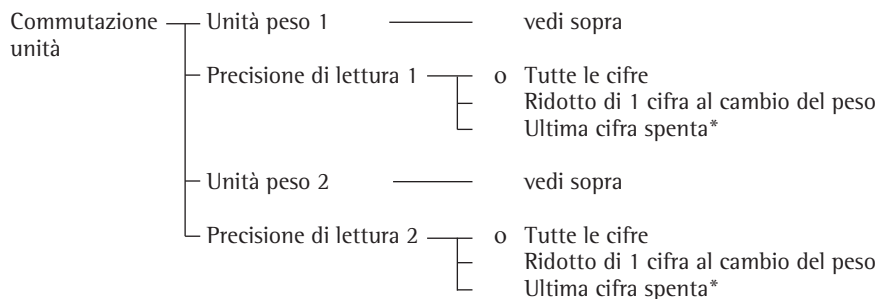 Commutazione unità Unità peso 1 vedi sopra
Precisione di lettura 1 o Tutte le cifre
Ridotto di 1 cifra al cambio del peso
Ultima cifra spenta*
Unità peso 2 vedi sopra
Precisione di lettura 2 o Tutte le cifre
Ridotto di 1 cifra al cambio del peso
Ultima cifra spenta*